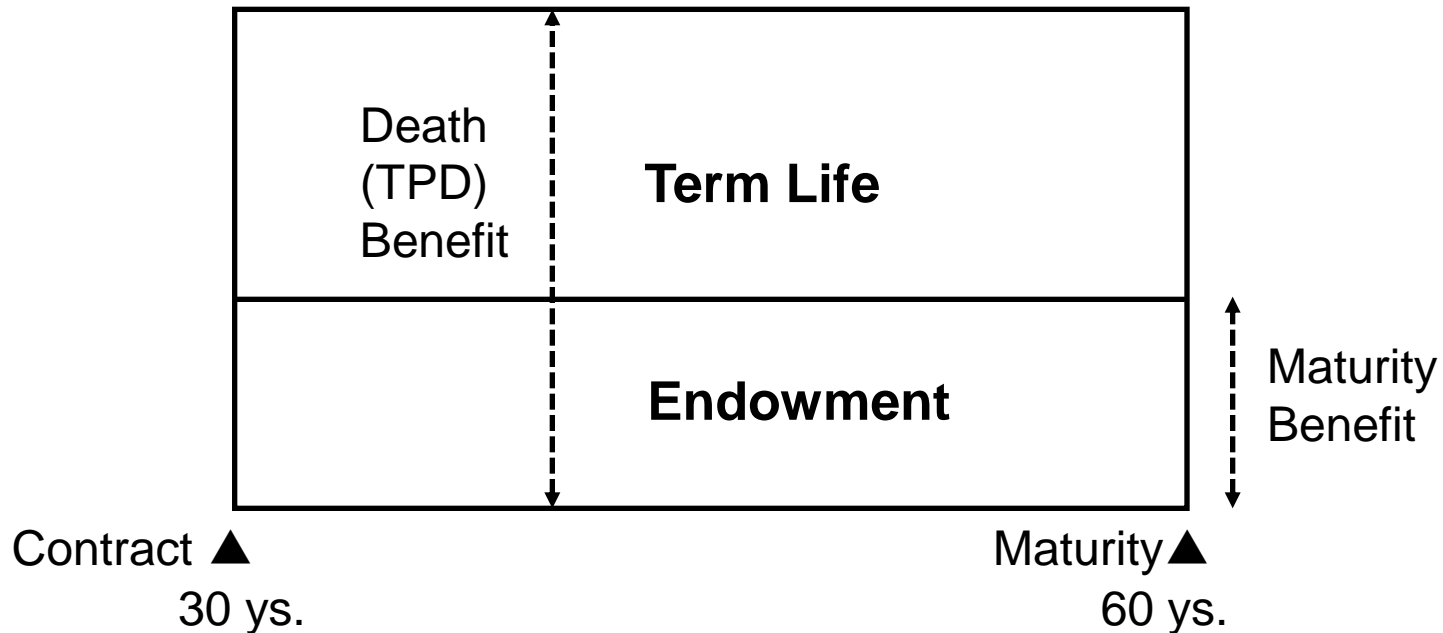 Death
(TPD)
Benefit
Term Life
Endowment
Maturity
Benefit
Contract ▲
30 ys.
Maturity▲
60 ys.